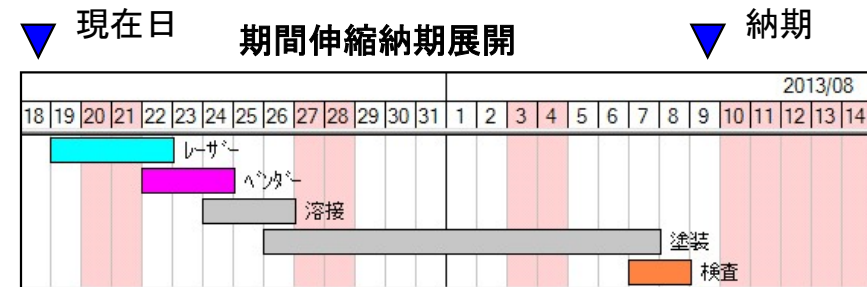 現在日
期間伸縮納期展開
納期
2013/08
18 19 20 21 22 23 24 25 26 27 28 29 30 31 1 2 3 4 5 6 7 8 9 10 11 12 13 14
ﾚｰｻﾞｰ
ﾍﾞﾝﾀﾞｰ
溶接
塗装
検査